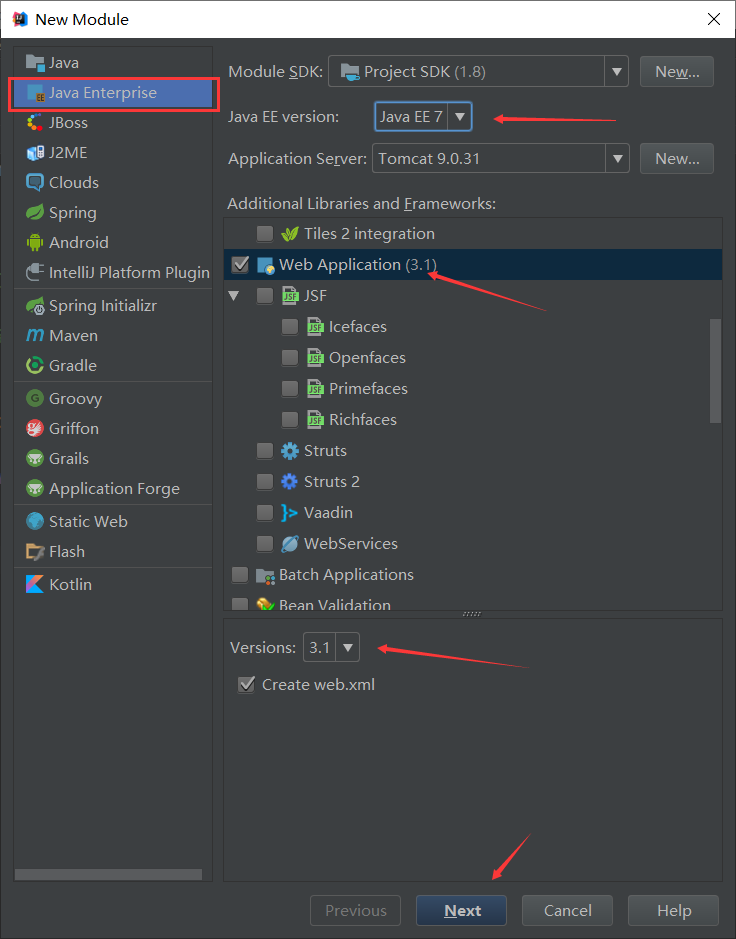 New Module
Java
Java Enterprise
JBoss
J2ME
Clouds
Spring
Android
IntelliJ Platform Plugin
Spring Initializr
Maven
Gradle
Groovy
Griffon
Grails
Application Forge
Static Web
Flash
Kotlin
Module SDK: Project SDK (1.8) New...
Java EE version: Java EE 7
Application Server: Tomcat 9.0.31 New...
Additional Libraries and Frameworks:
Tiles 2 integration
Web Application (3.1)
JSF
Icefaces
Openfaces
Primefaces
Richfaces
Struts
Struts 2
Vaadin
WebServices
Batch Applications
Bean Validation
Versions: 3.1
Create web.xml
Previous Next Cancel Help